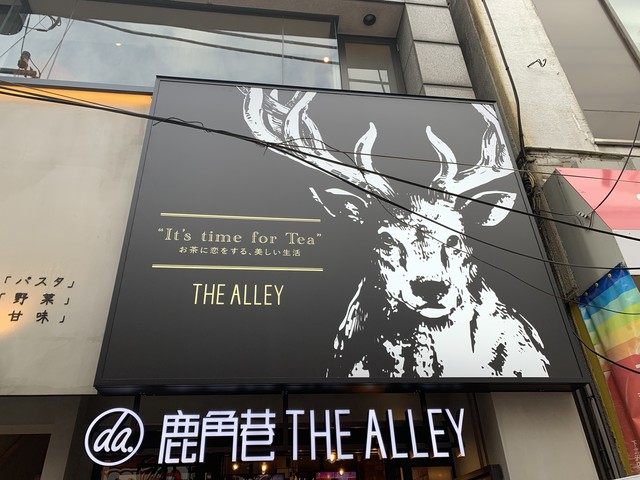 "It's time for Tea"
お茶に恋をする、美しい生活
THE ALLEY
「パスタ」
「野菜」
甘味」
da.
鹿角巷 THE ALLEY